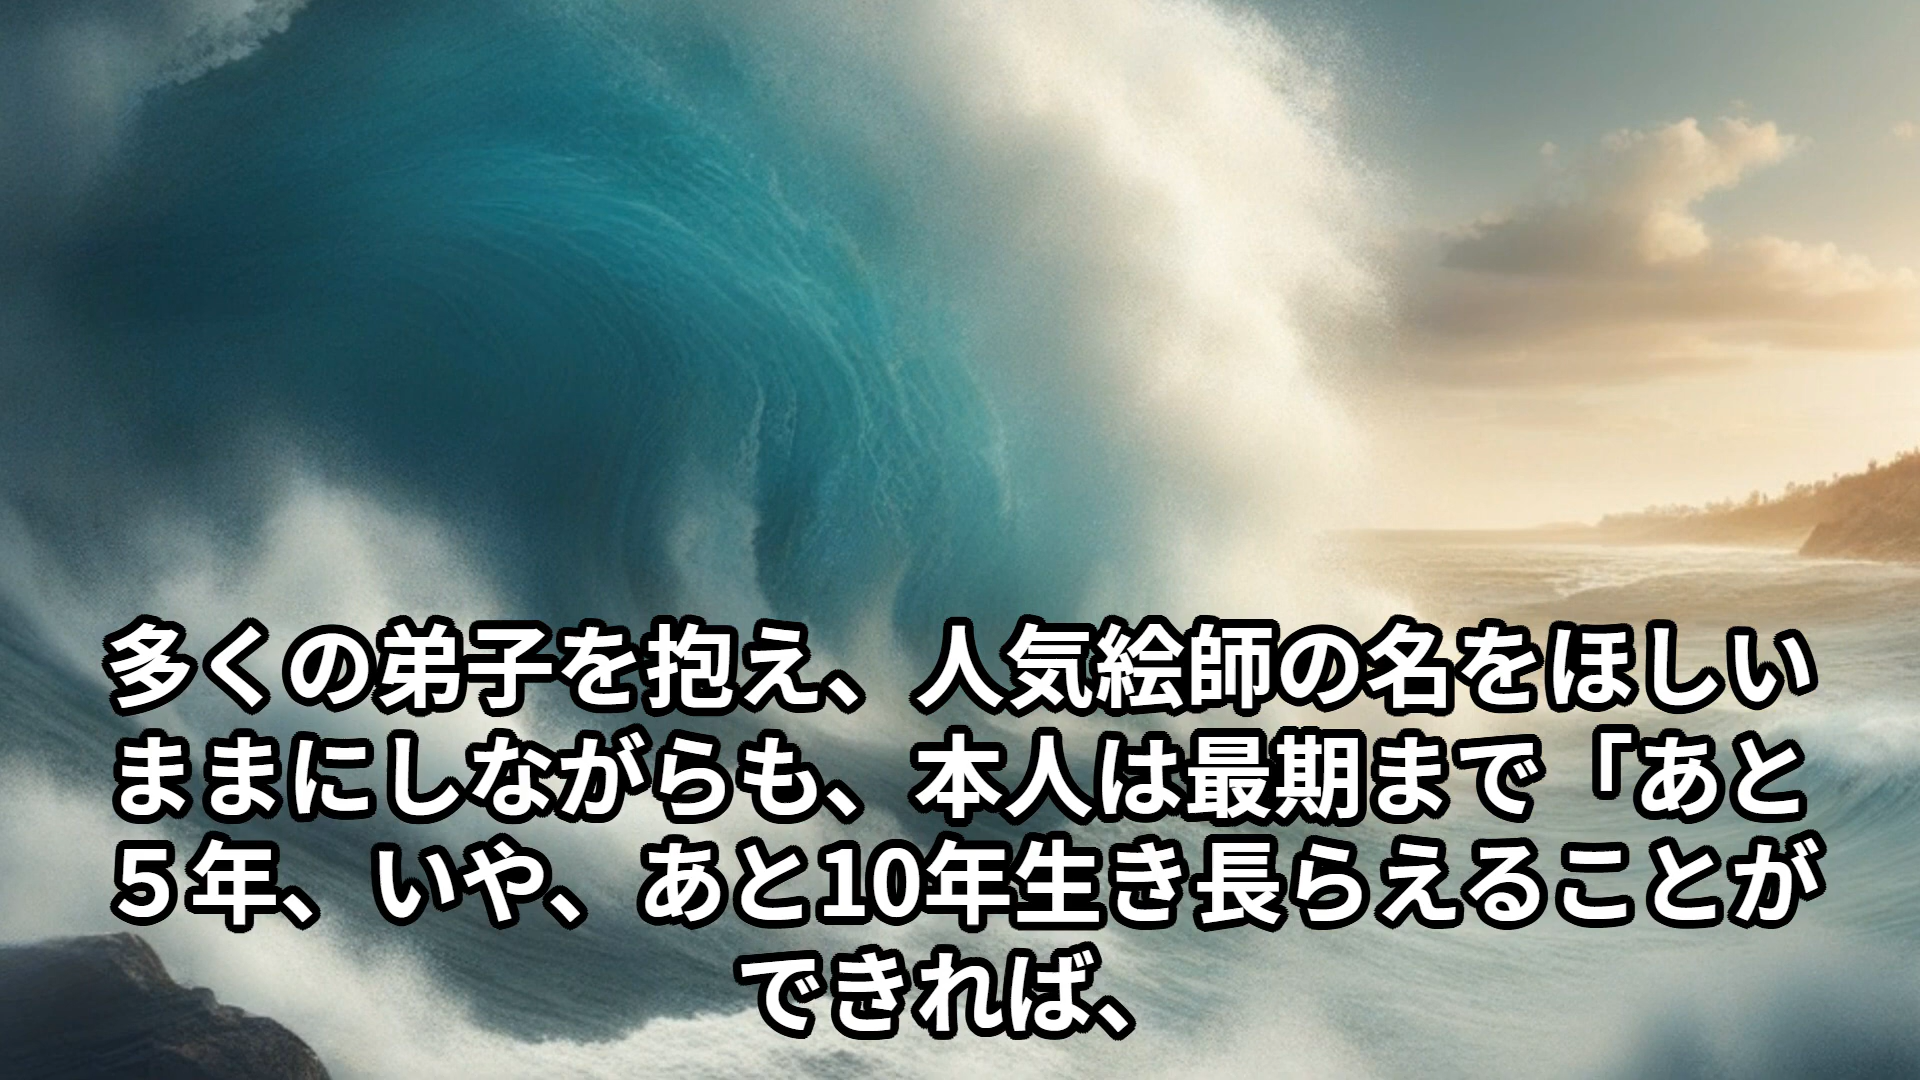 多くの弟子を抱え、人気絵師の名をほしい
ままにしながらも、本人は最期まで「あと
５年、いや、あと10年生き長らえることが
できれば、